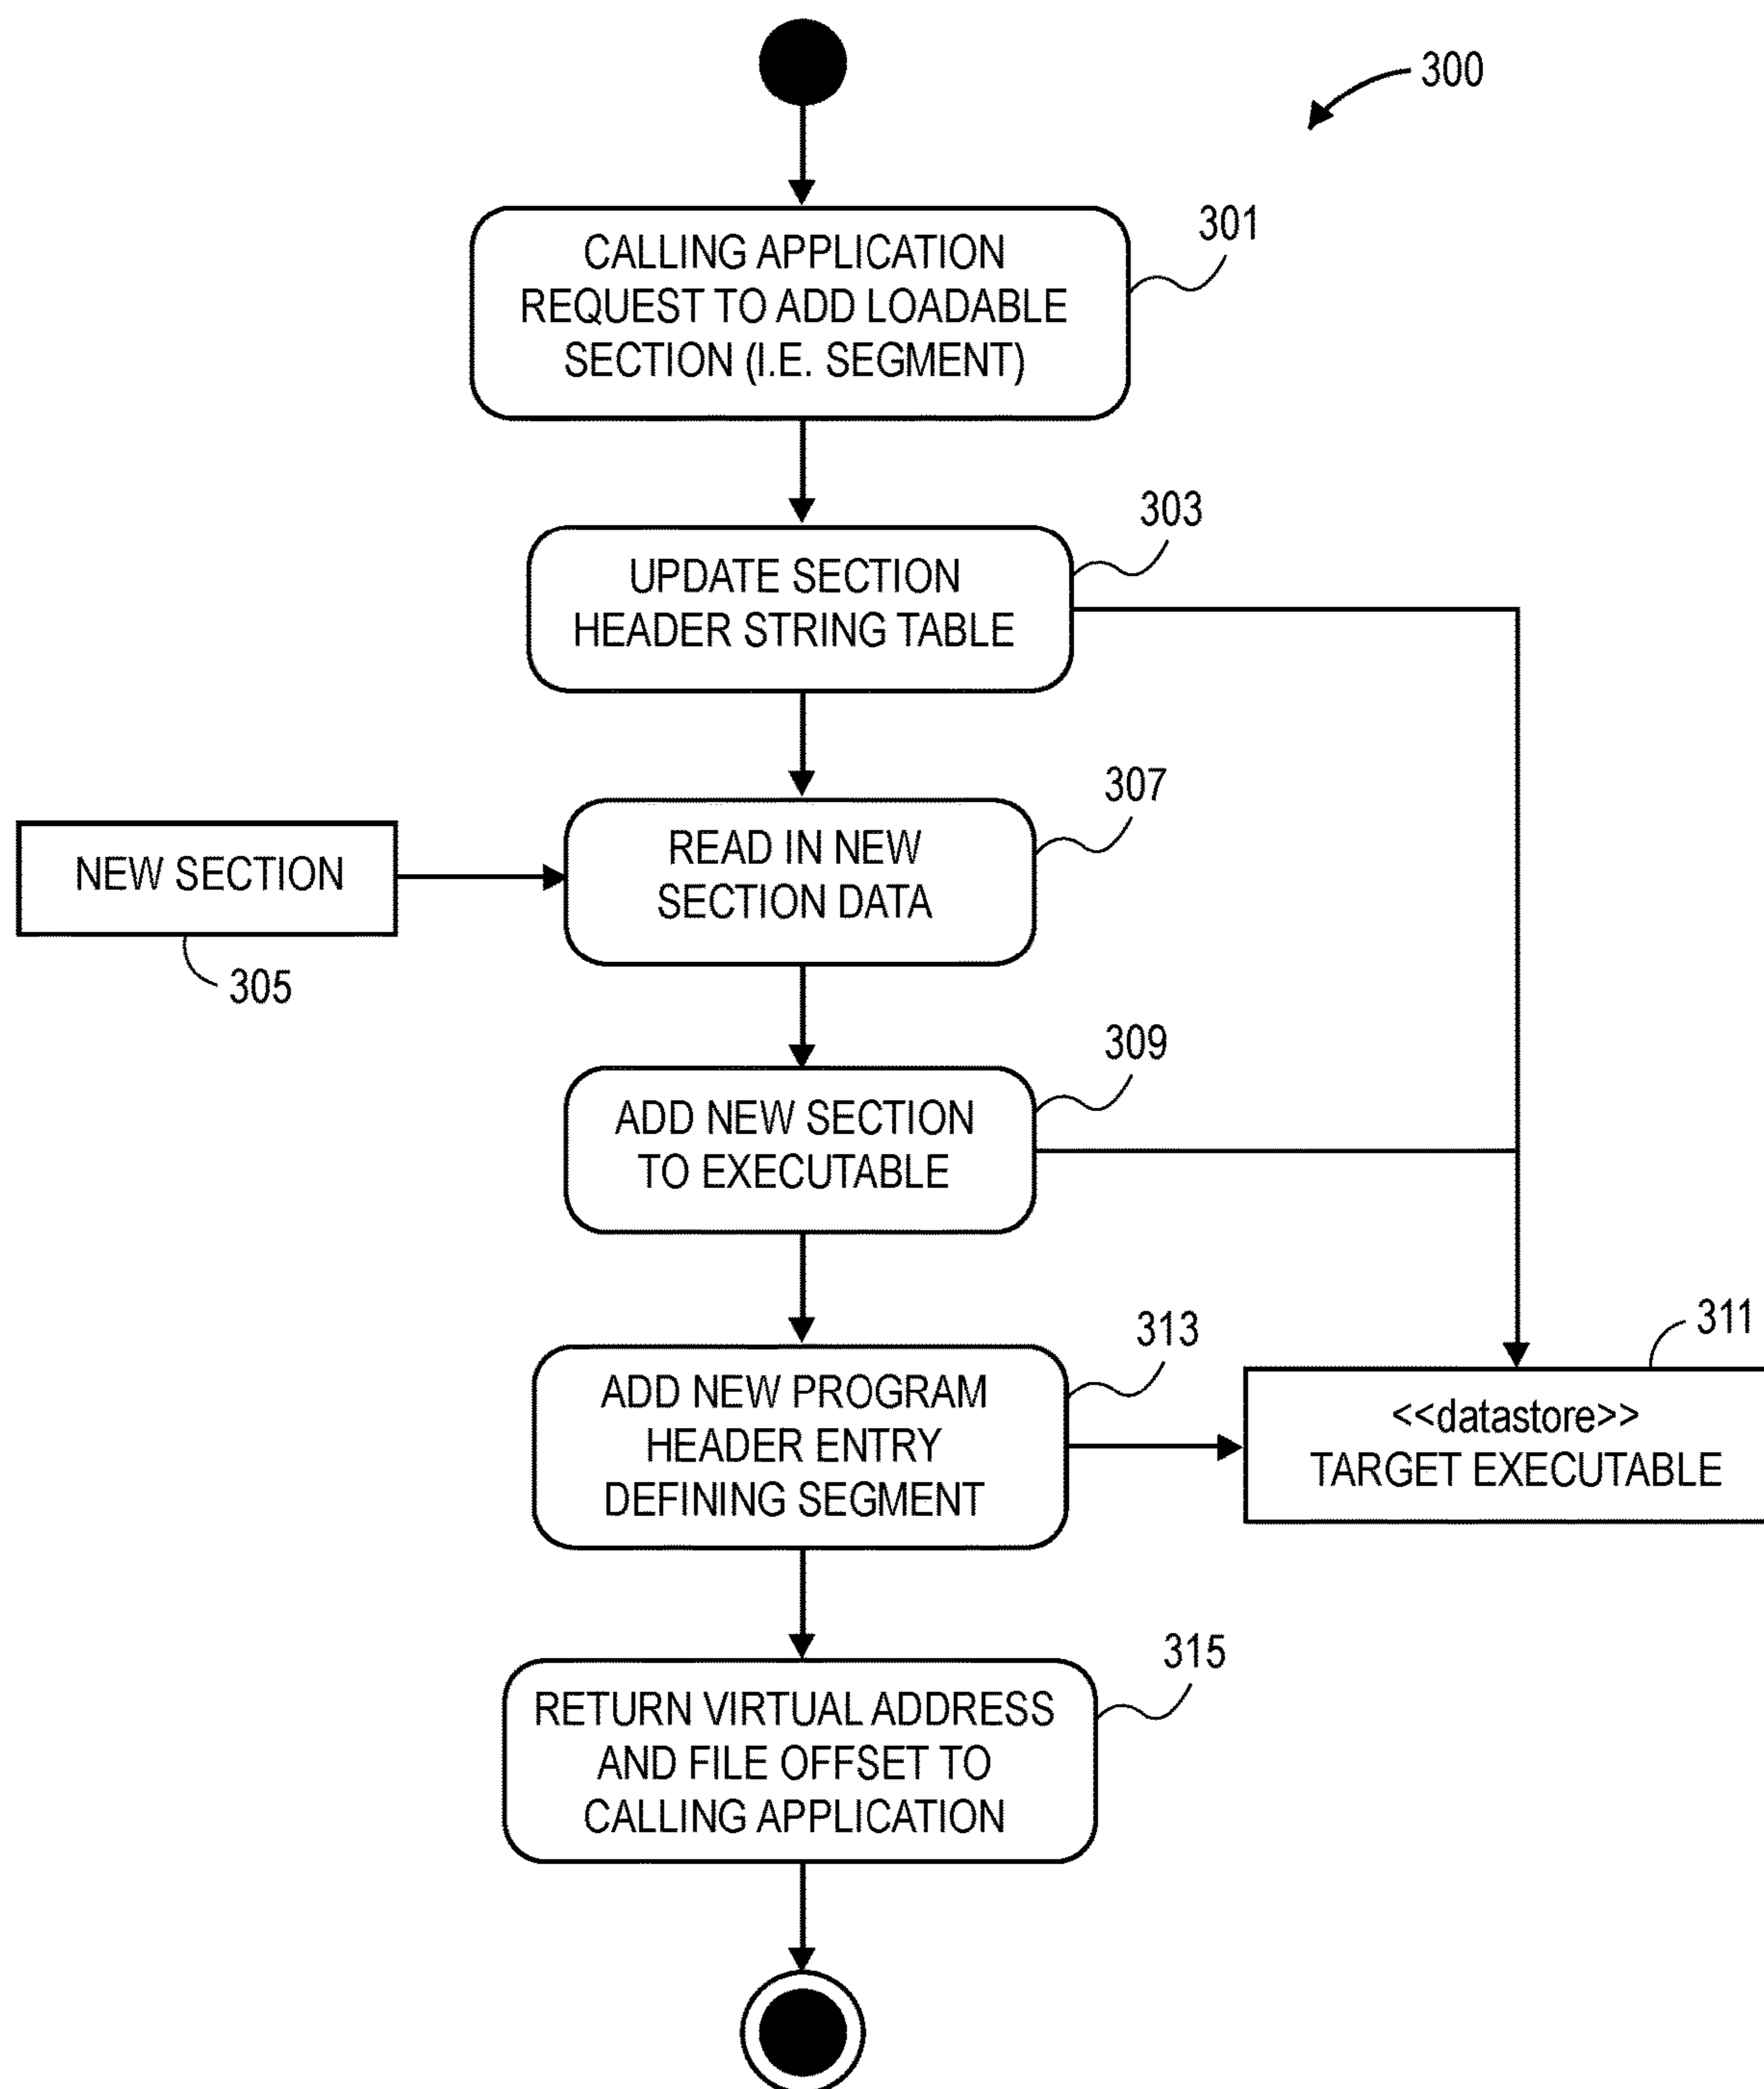 300
CALLING APPLICATION
REQUEST TO ADD LOADABLE
SECTION (I.E. SEGMENT)
301
UPDATE SECTION
HEADER STRING TABLE
303
NEW SECTION
305
READ IN NEW
SECTION DATA
307
ADD NEW SECTION
TO EXECUTABLE
309
ADD NEW PROGRAM
HEADER ENTRY
DEFINING SEGMENT
313
<<datastore>>
TARGET EXECUTABLE
311
RETURN VIRTUAL ADDRESS
AND FILE OFFSET TO
CALLING APPLICATION
315